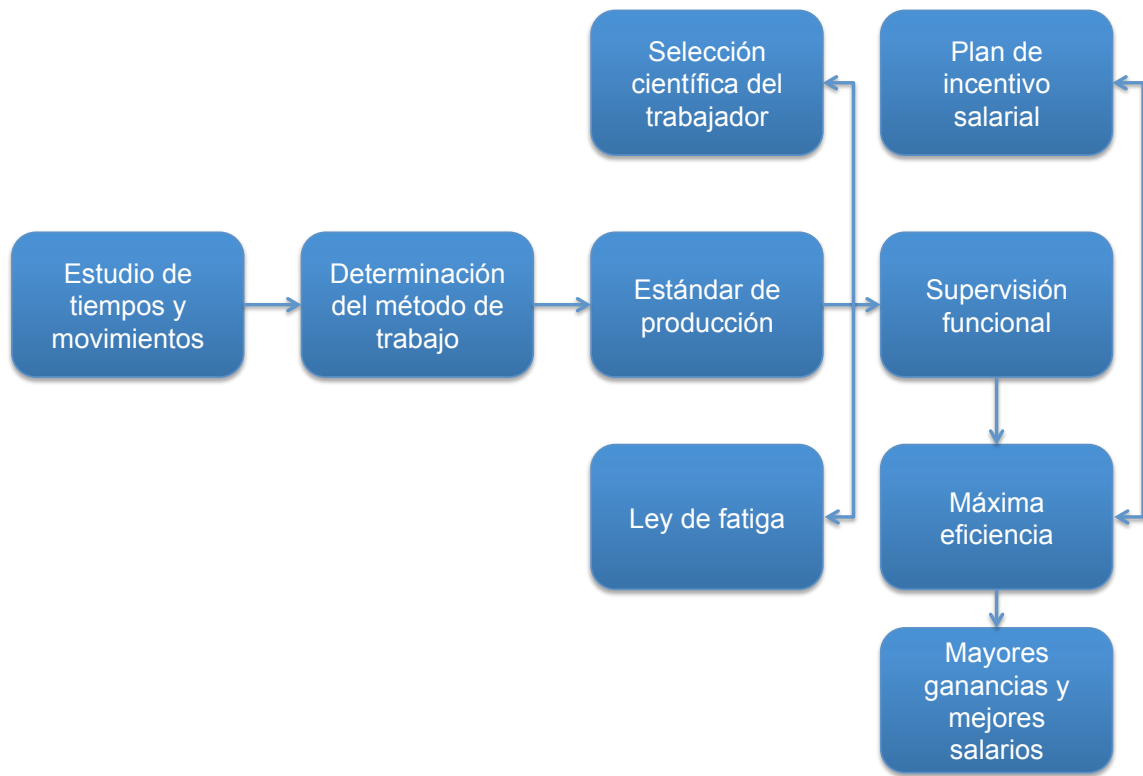 Selección
científica del
trabajador
Plan de
incentivo
salarial
Estudio de
tiempos y
movimientos
Determinación
del método de
trabajo
Estándar de
producción
Supervisión
funcional
Ley de fatiga
Máxima
eficiencia
Mayores
ganancias y
mejores
salarios